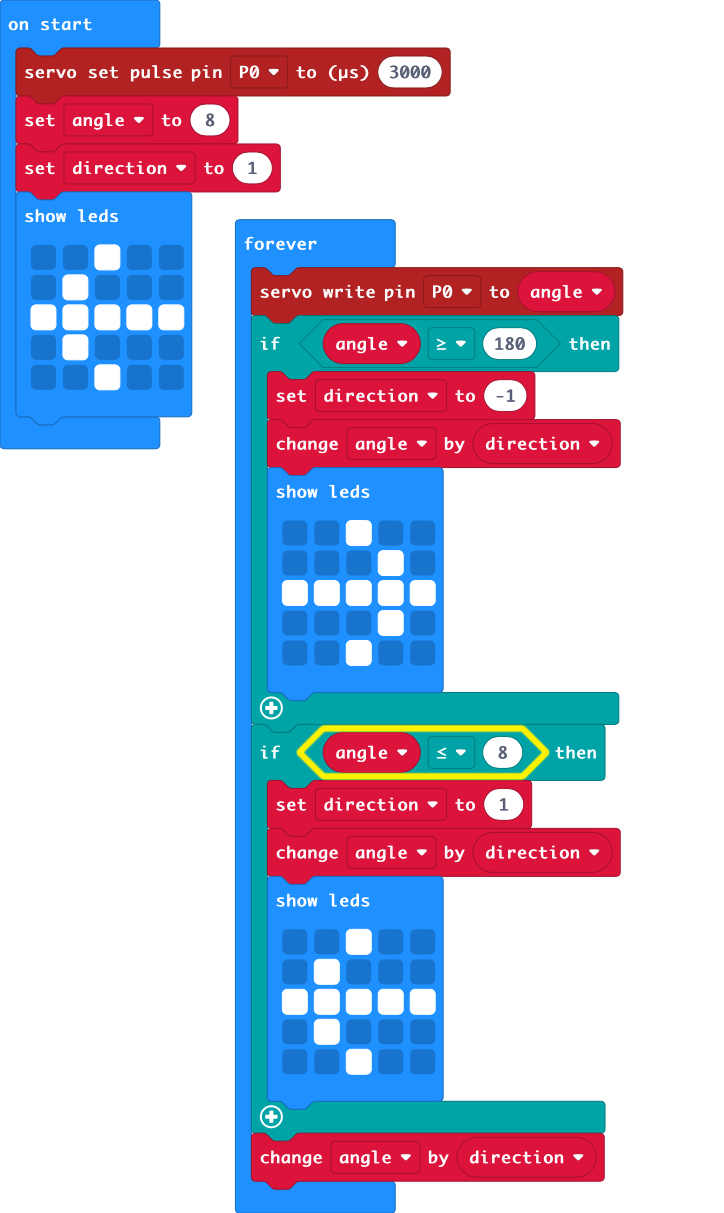 on start
servo set pulse pin P0 to (µs) 3000
set angle to 8
set direction to 1
show leds
forever
servo write pin P0 to angle
if angle ≥ 180 then
set direction to -1
change angle by direction
show leds
if angle ≤ 8 then
set direction to 1
change angle by direction
show leds
change angle by direction